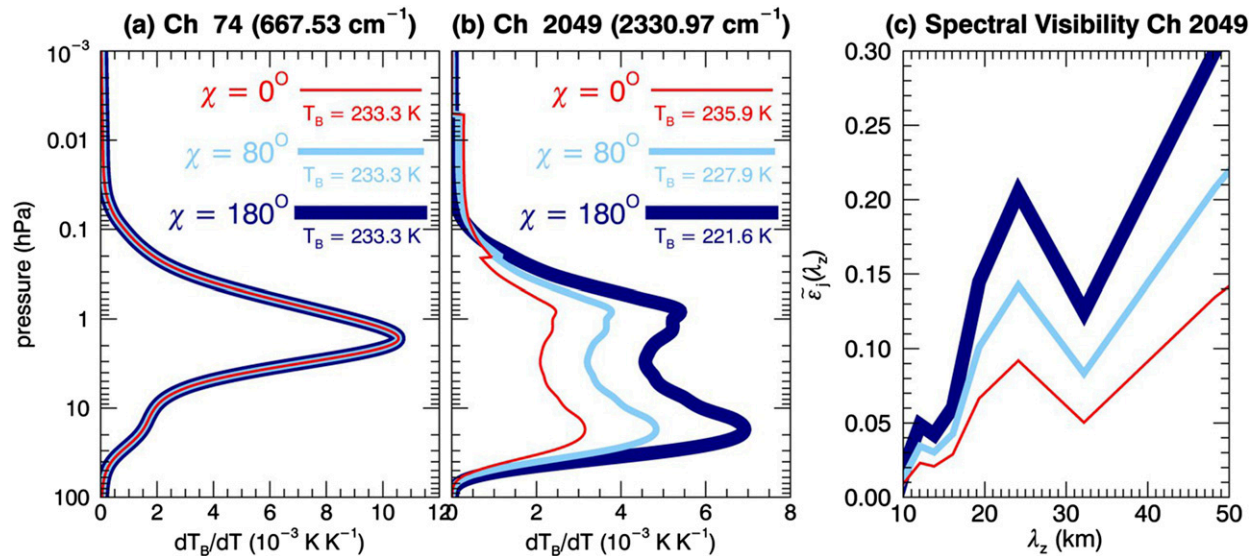 (a) Ch 74 (667.53 cm⁻¹)
10⁻³
0.01
0.1
1
10
100
pressure (hPa)
χ = 0°
T_B = 233.3 K
χ = 80°
T_B = 233.3 K
χ = 180°
T_B = 233.3 K
0 2 4 6 8 10 12
dT_B/dT (10⁻³ K K⁻¹)
(b) Ch 2049 (2330.97 cm⁻¹)
χ = 0°
T_B = 235.9 K
χ = 80°
T_B = 227.9 K
χ = 180°
T_B = 221.6 K
0 2 4 6 8
dT_B/dT (10⁻³ K K⁻¹)
(c) Spectral Visibility Ch 2049
0.30
0.25
0.20
0.15
0.10
0.05
0.00
ε̃_j(λ_z)
10 20 30 40 50
λ_z (km)